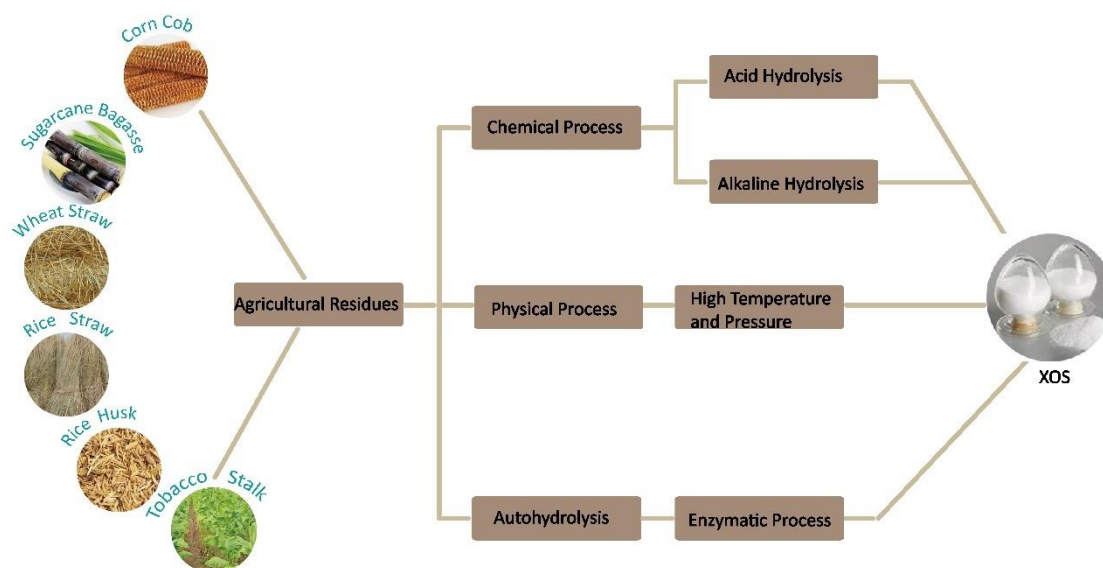 Corn Cob
Sugarcane Bagasse
Wheat Straw
Rice Straw
Rice Husk
Tobacco Stalk
Agricultural Residues
Chemical Process
Acid Hydrolysis
Alkaline Hydrolysis
Physical Process
High Temperature
and Pressure
Autohydrolysis
Enzymatic Process
XOS